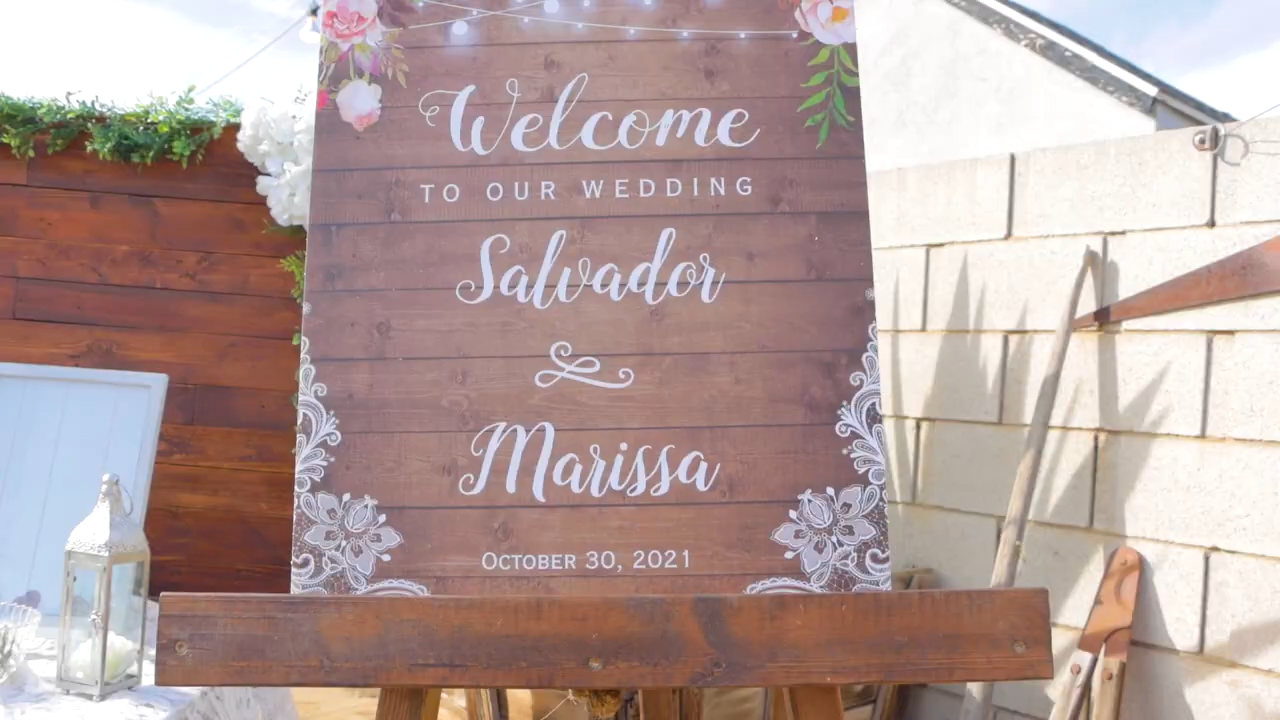 Welcome
TO OUR WEDDING
Salvador
&
Marissa
OCTOBER 30, 2021